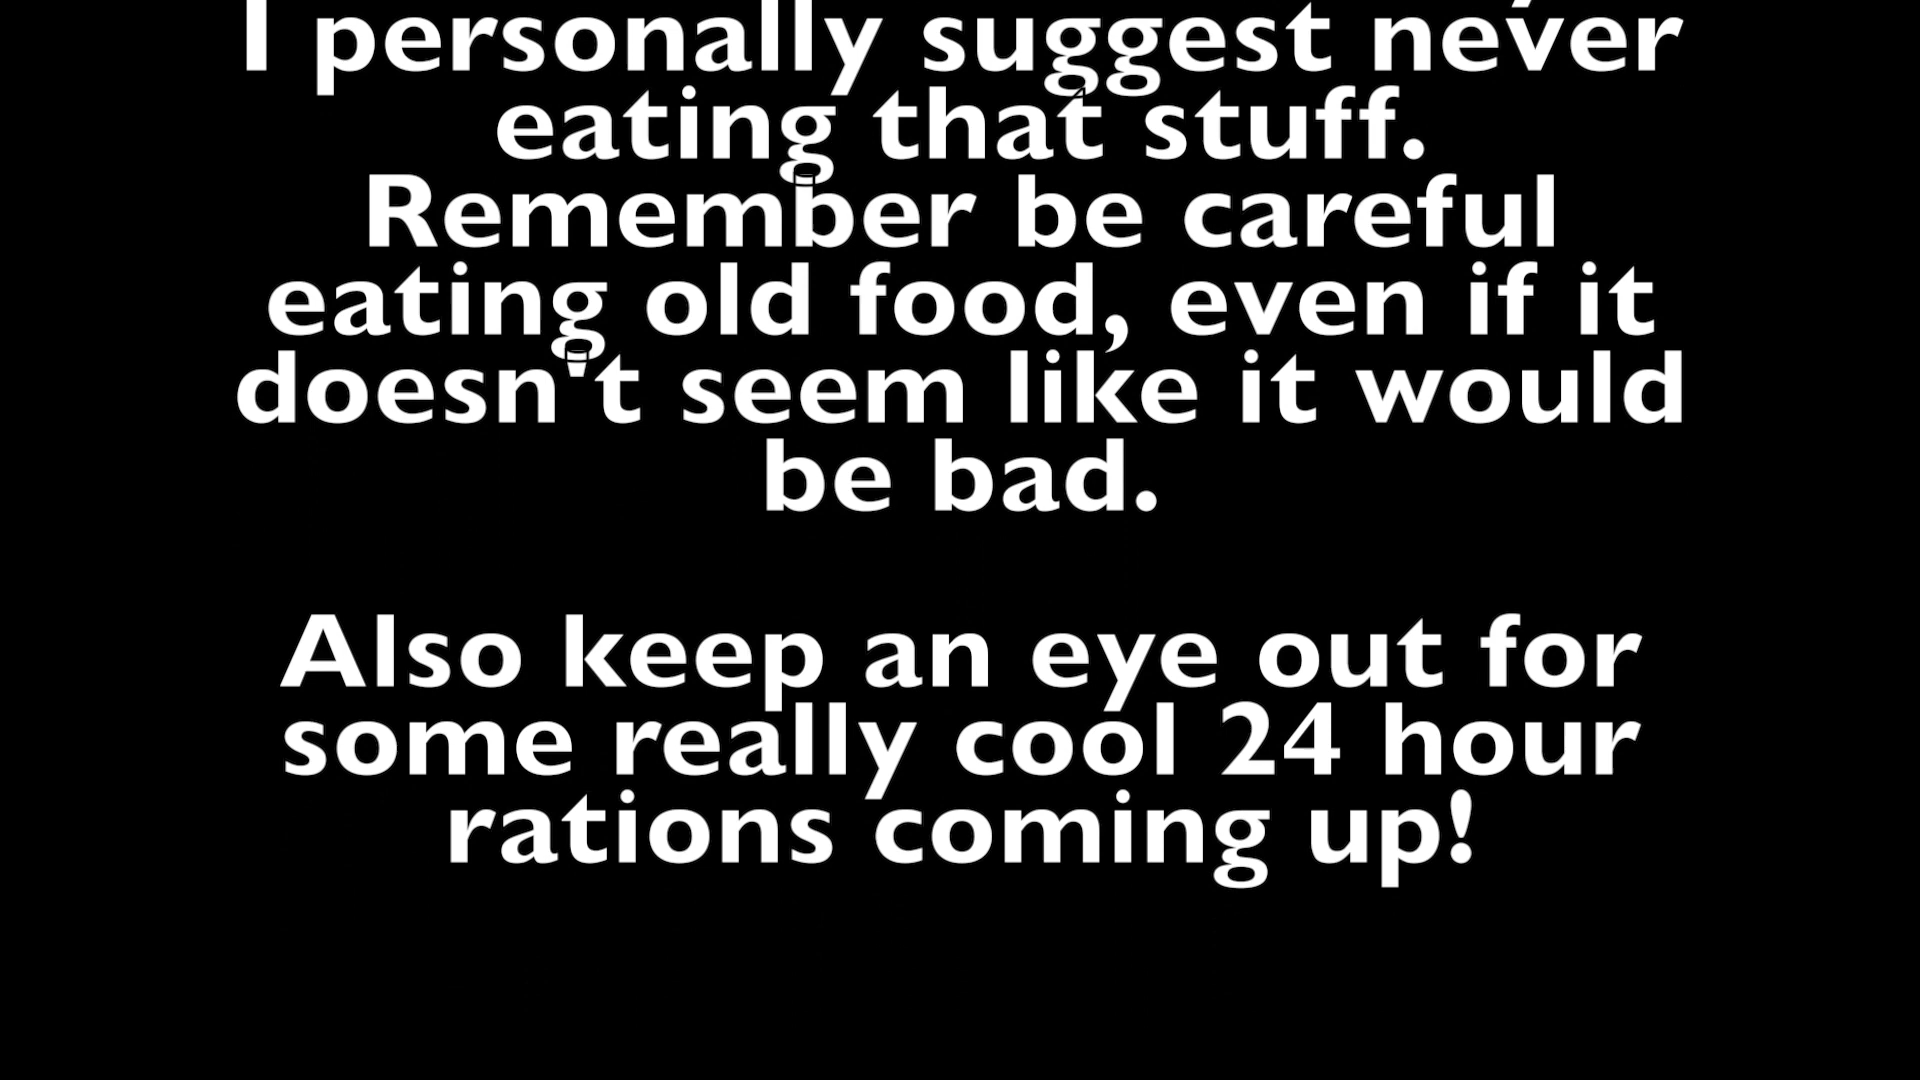 I personally suggest never
eating that stuff.
Remember be careful
eating old food, even if it
doesn't seem like it would
be bad.
Also keep an eye out for
some really cool 24 hour
rations coming up!